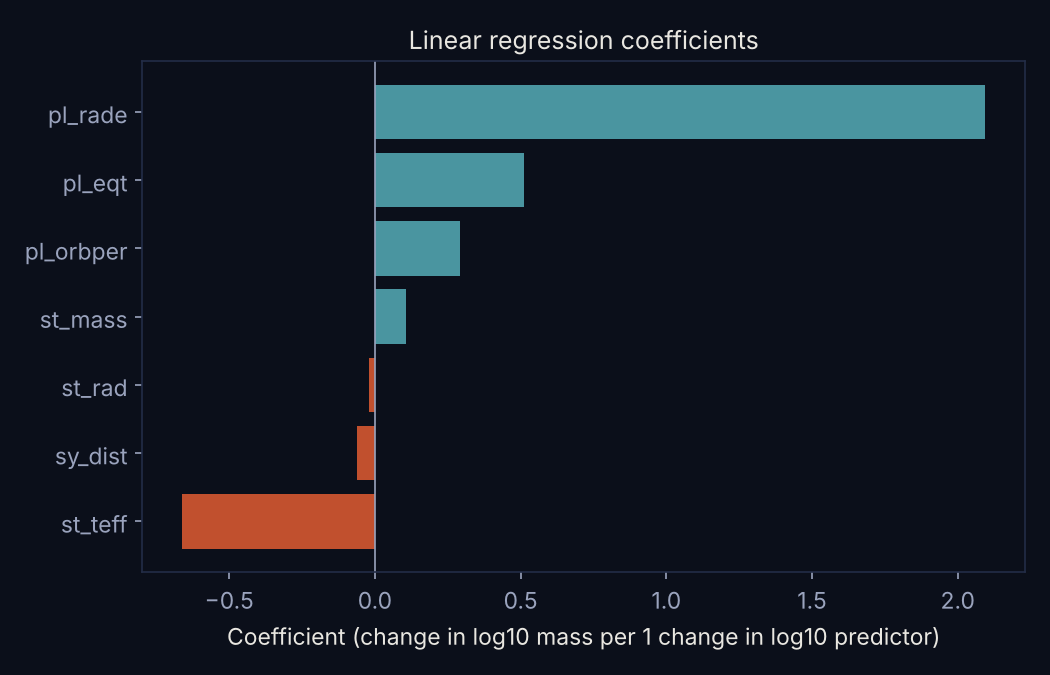 Linear regression coefficients
pl_rade
pl_eqt
pl_orbper
st_mass
st_rad
sy_dist
st_teff
−0.5 0.0 0.5 1.0 1.5 2.0
Coefficient (change in log10 mass per 1 change in log10 predictor)